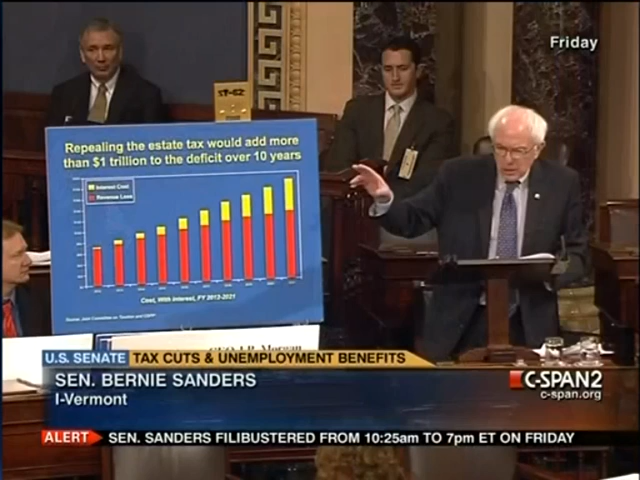 Friday
Repealing the estate tax would add more
than $1 trillion to the deficit over 10 years
Interest Cost
Revenue Loss
Cost, With Interest, FY 2012-2021
U.S. SENATE
TAX CUTS & UNEMPLOYMENT BENEFITS
SEN. BERNIE SANDERS
I-Vermont
C-SPAN2
c-span.org
ALERT
SEN. SANDERS FILIBUSTERED FROM 10:25am TO 7pm ET ON FRIDAY